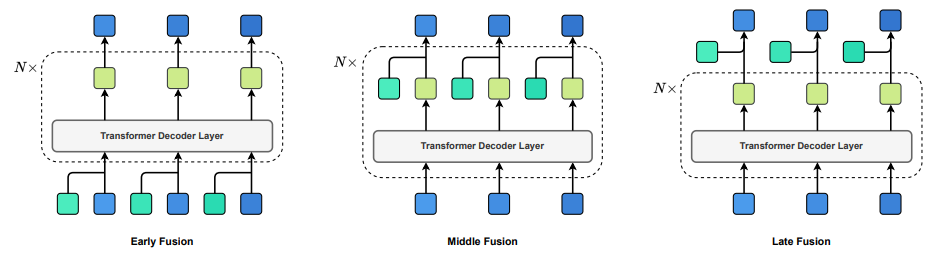 N×
Transformer Decoder Layer
Early Fusion
N×
Transformer Decoder Layer
Middle Fusion
N×
Transformer Decoder Layer
Late Fusion